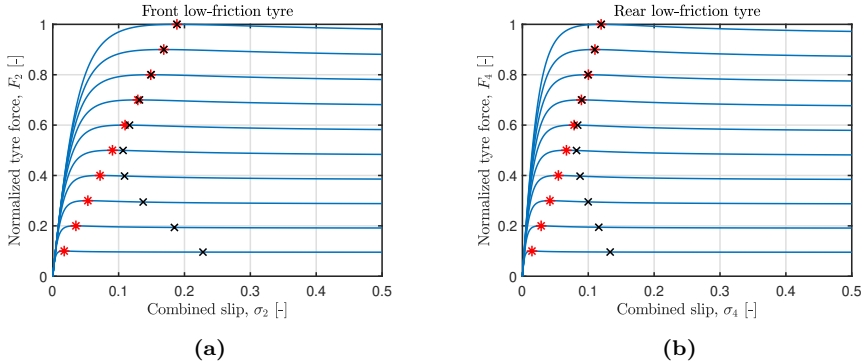 Front low-friction tyre
Normalized tyre force, F₂ [-]
1
0.8
0.6
0.4
0.2
0
0 0.1 0.2 0.3 0.4 0.5
Combined slip, σ₂ [-]
(a)
Rear low-friction tyre
Normalized tyre force, F₄ [-]
1
0.8
0.6
0.4
0.2
0
0 0.1 0.2 0.3 0.4 0.5
Combined slip, σ₄ [-]
(b)